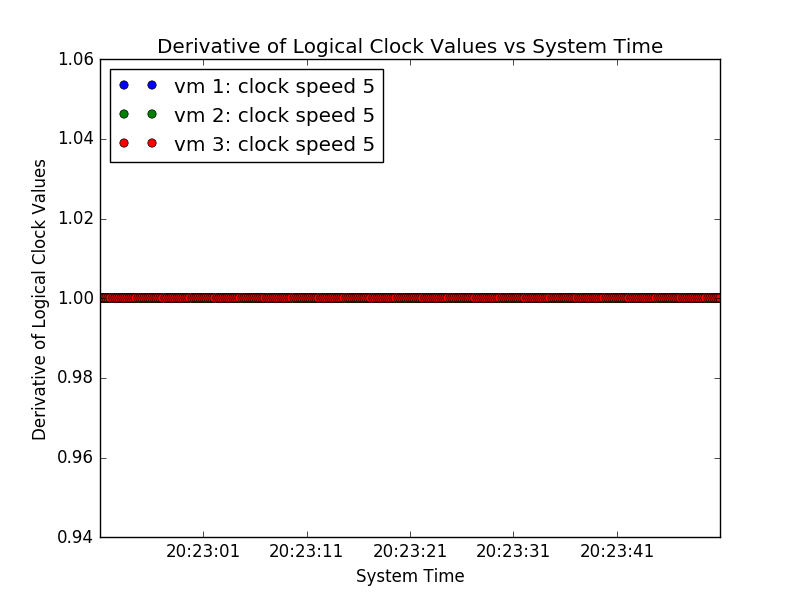 Derivative of Logical Clock Values vs System Time
1.06
1.04
1.02
1.00
0.98
0.96
0.94
Derivative of Logical Clock Values
vm 1: clock speed 5
vm 2: clock speed 5
vm 3: clock speed 5
20:23:01 20:23:11 20:23:21 20:23:31 20:23:41
System Time